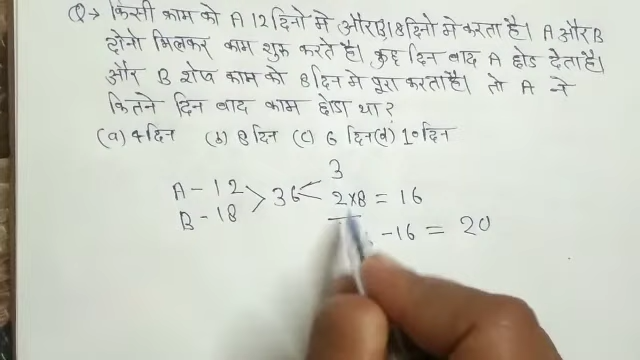 Q→ किसी काम को A 12 दिनो मे और B 18 दिनो मे करता है। A और B
दोनो मिलकर काम शुरू करते है। कुछ दिन बाद A छोड देता है।
और B शेष काम को 8 दिन मे पूरा करता है। तो A ने
कितने दिन बाद काम छोडा था?
(a) 4 दिन (b) 8 दिन (c) 6 दिन (d) 10 दिन
3
A - 12 > 36 < 2×8 = 16
B - 18
-16 = 20